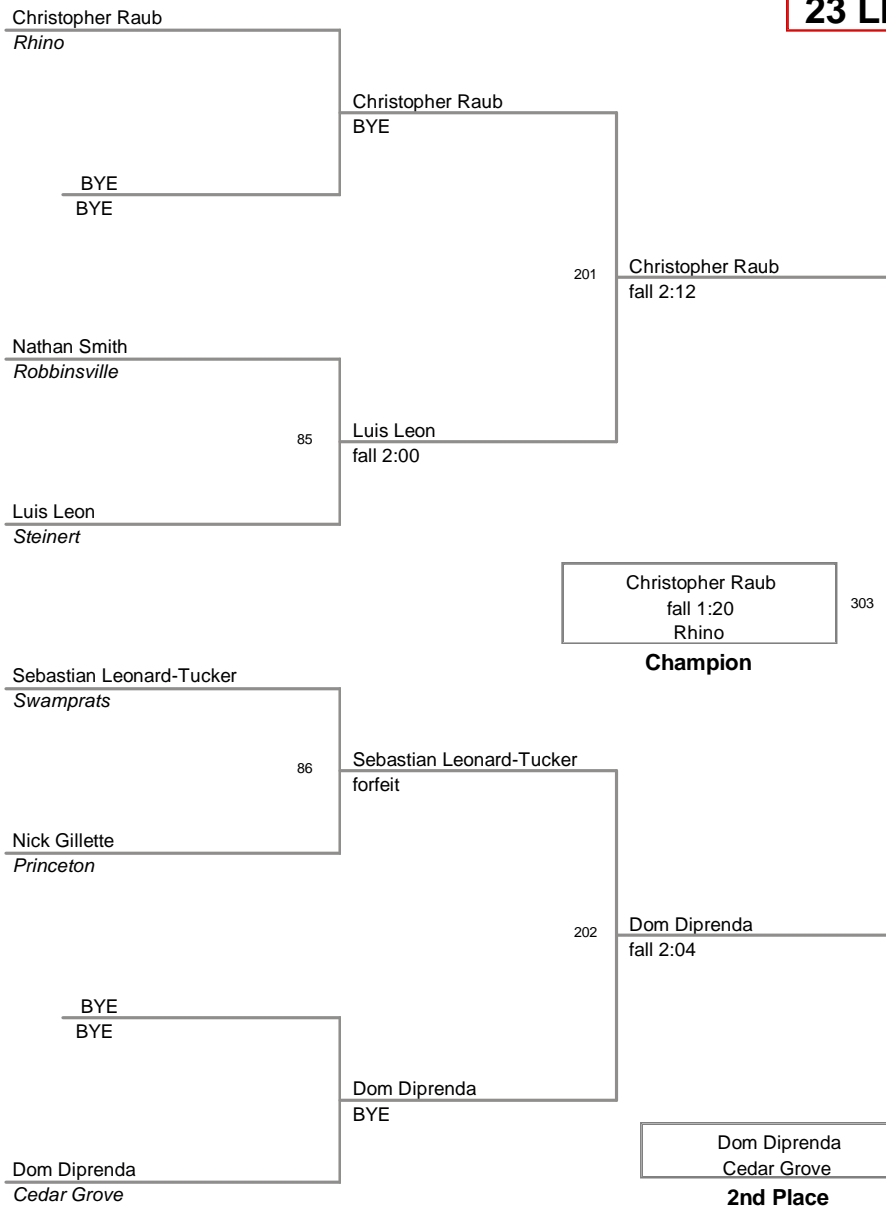 23 L
Christopher Raub
Rhino
Christopher Raub
BYE
BYE
BYE
201
Christopher Raub
fall 2:12
Nathan Smith
Robbinsville
85
Luis Leon
fall 2:00
Luis Leon
Steinert
Christopher Raub
fall 1:20
Rhino
303
Champion
Sebastian Leonard-Tucker
Swamprats
86
Sebastian Leonard-Tucker
forfeit
Nick Gillette
Princeton
202
Dom Diprenda
fall 2:04
BYE
BYE
Dom Diprenda
BYE
Dom Diprenda
Cedar Grove
Dom Diprenda
Cedar Grove
2nd Place